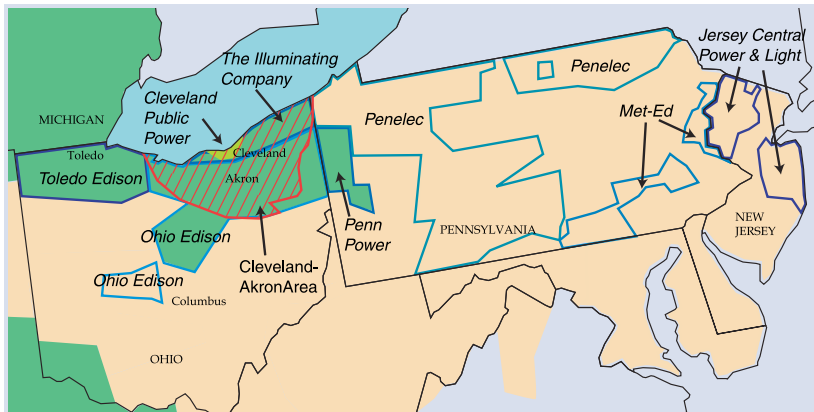 Jersey Central
Power & Light
The Illuminating
Company
Penelec
Cleveland
Public
Power
MICHIGAN
Penelec
Met-Ed
Toledo
Cleveland
Toledo Edison
Akron
Penn
Power
PENNSYLVANIA
NEW
JERSEY
Ohio Edison
Cleveland-
AkronArea
Ohio Edison
Columbus
OHIO